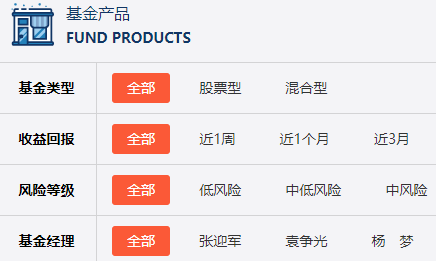 基金产品
FUND PRODUCTS
基金类型 全部 股票型 混合型
收益回报 全部 近1周 近1个月 近3月
风险等级 全部 低风险 中低风险 中风险
基金经理 全部 张迎军 袁争光 杨　梦